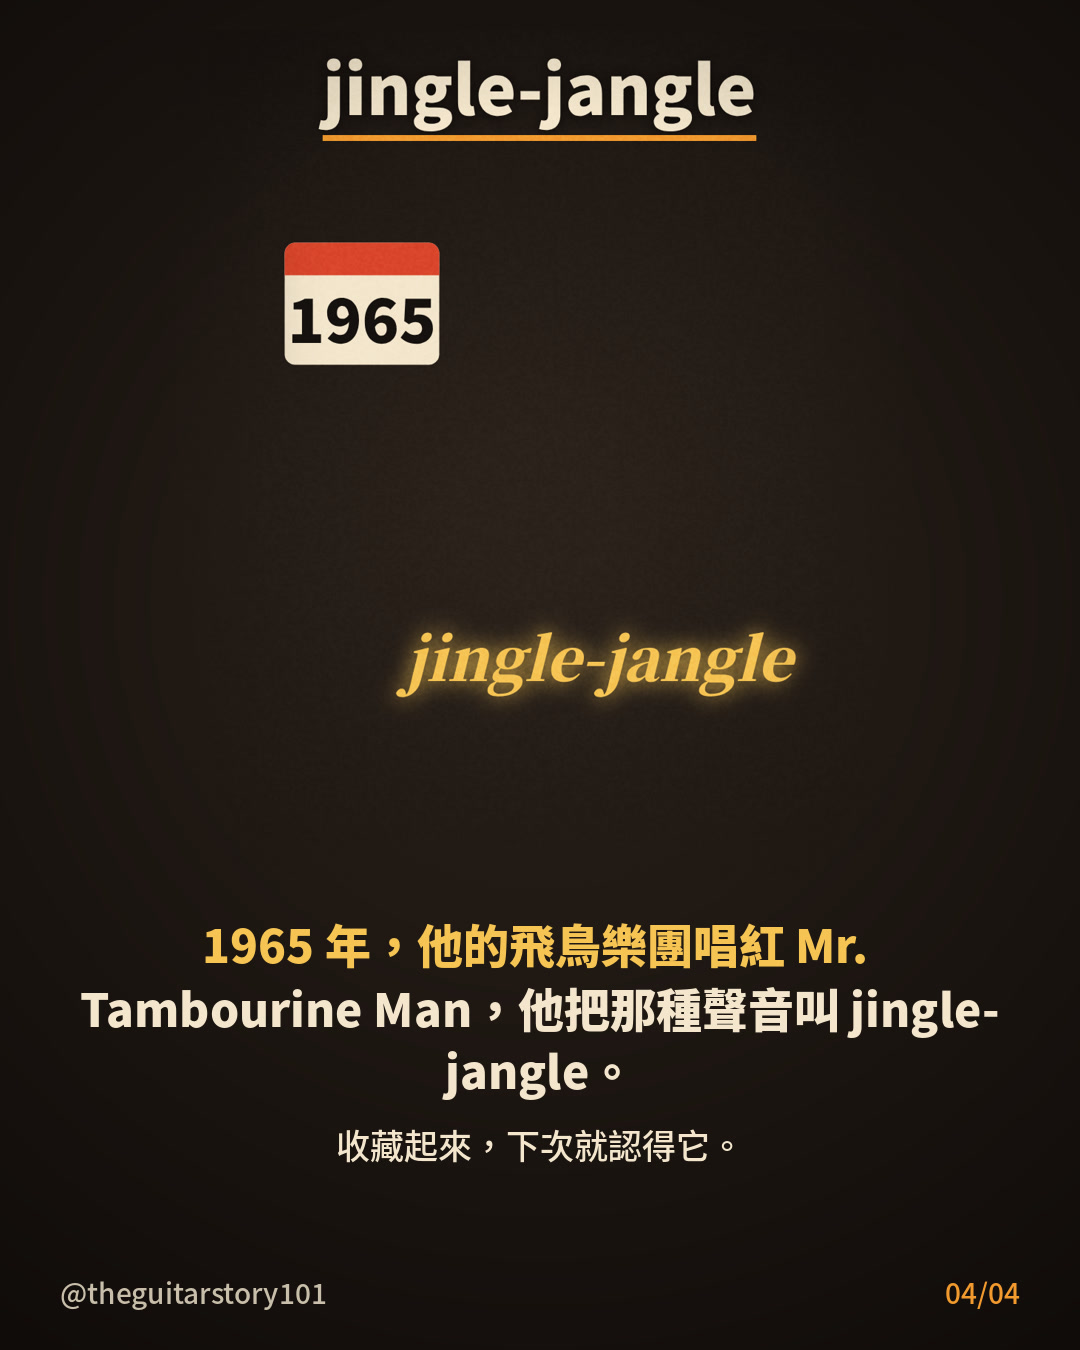 jingle-jangle
1965
jingle-jangle
1965 年，他的飛鳥樂團唱紅 Mr.
Tambourine Man，他把那種聲音叫 jingle-
jangle。
收藏起來，下次就認得它。
@theguitarstory101
04/04